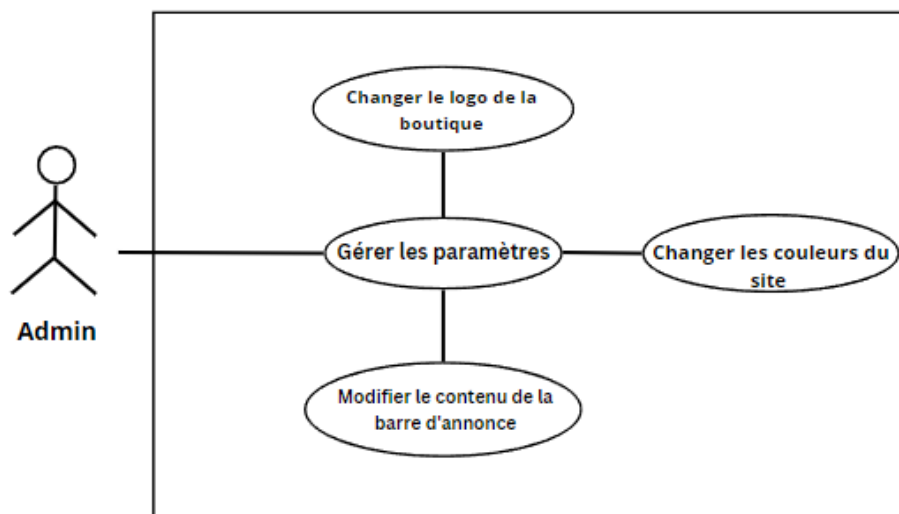 Changer le logo de la
boutique
Gérer les paramètres
Changer les couleurs du
site
Admin
Modifier le contenu de la
barre d'annonce